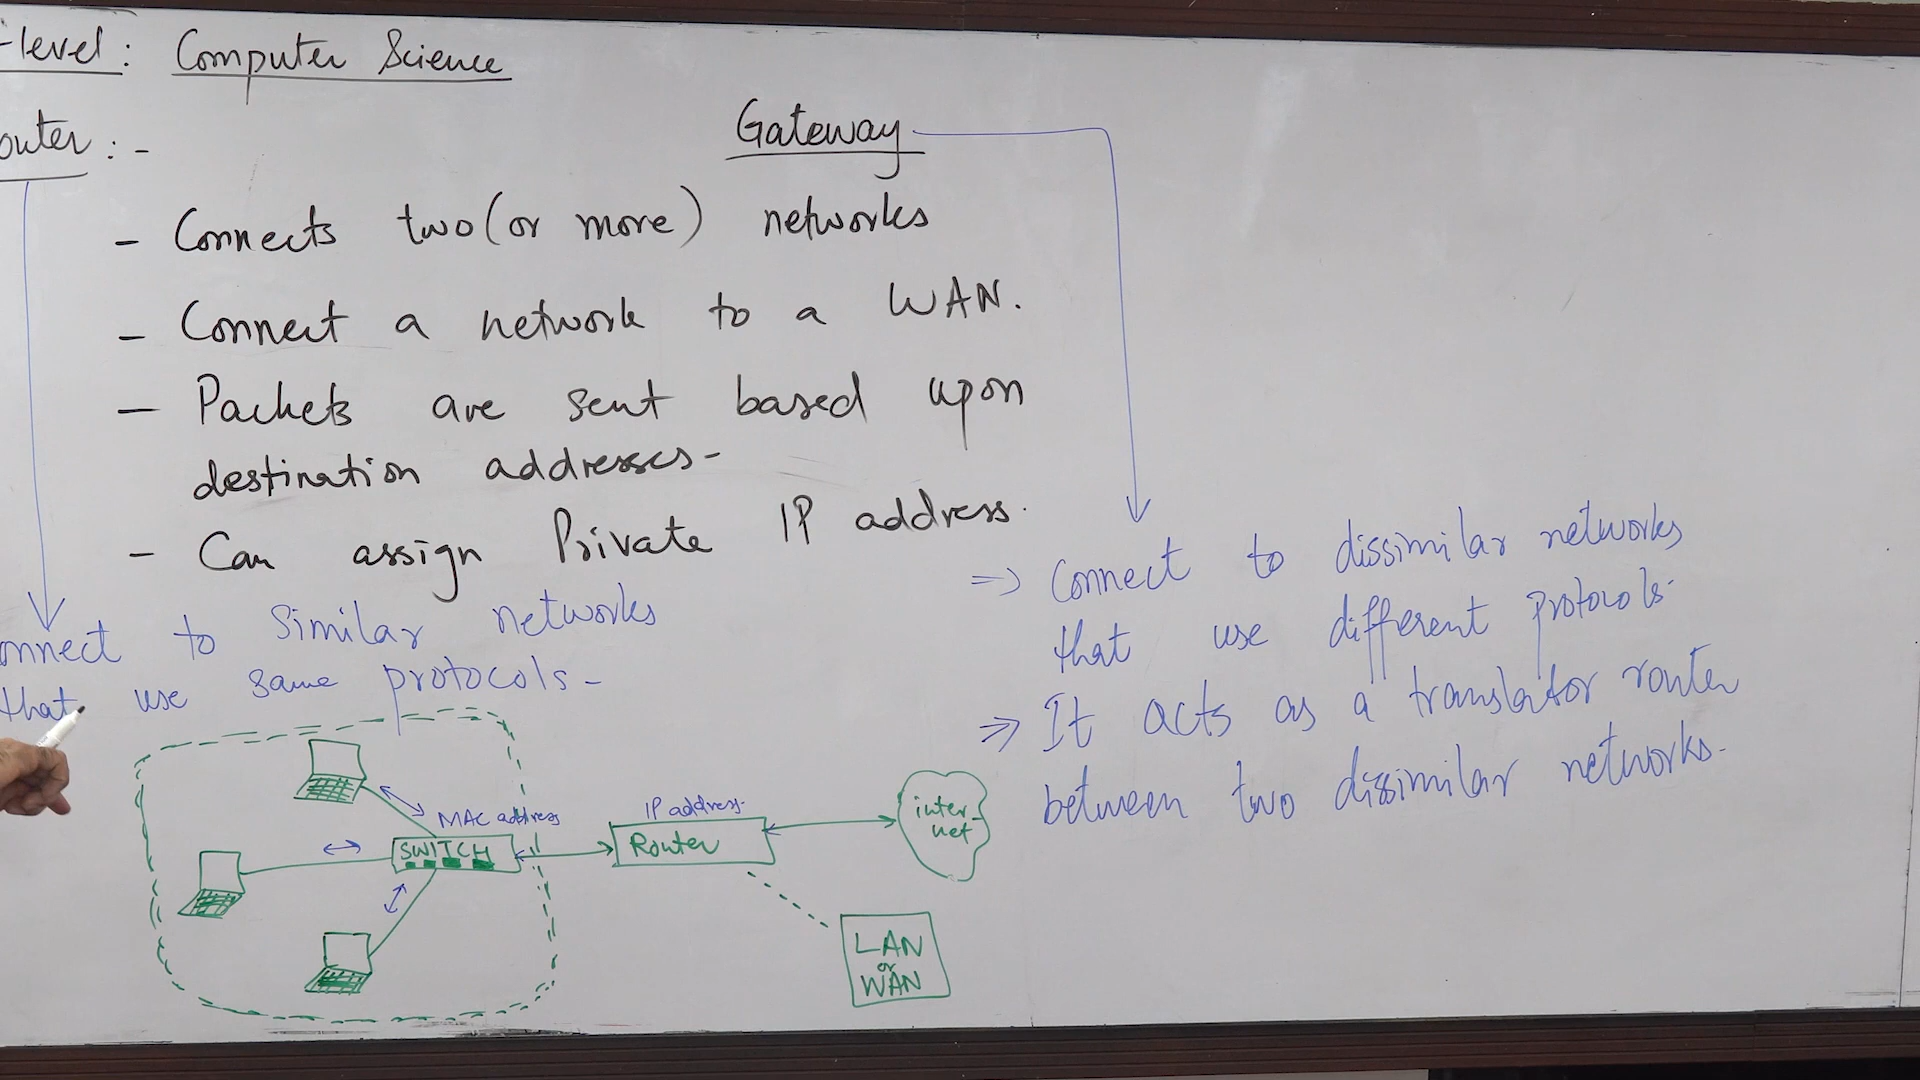 -level: Computer Science
outer :-
Gateway
- Connects two (or more) networks
- Connect a network to a WAN.
- Packets are sent based upon
destination addresses-
- Can assign Private IP address.
onnect to similar networks
that use same protocols-
=> Connect to dissimilar networks
that use different protocols.
=> It acts as a translator router
between two dissimilar networks.
MAC address
SWITCH
IP address.
Router
inter-
net
LAN
or
WAN